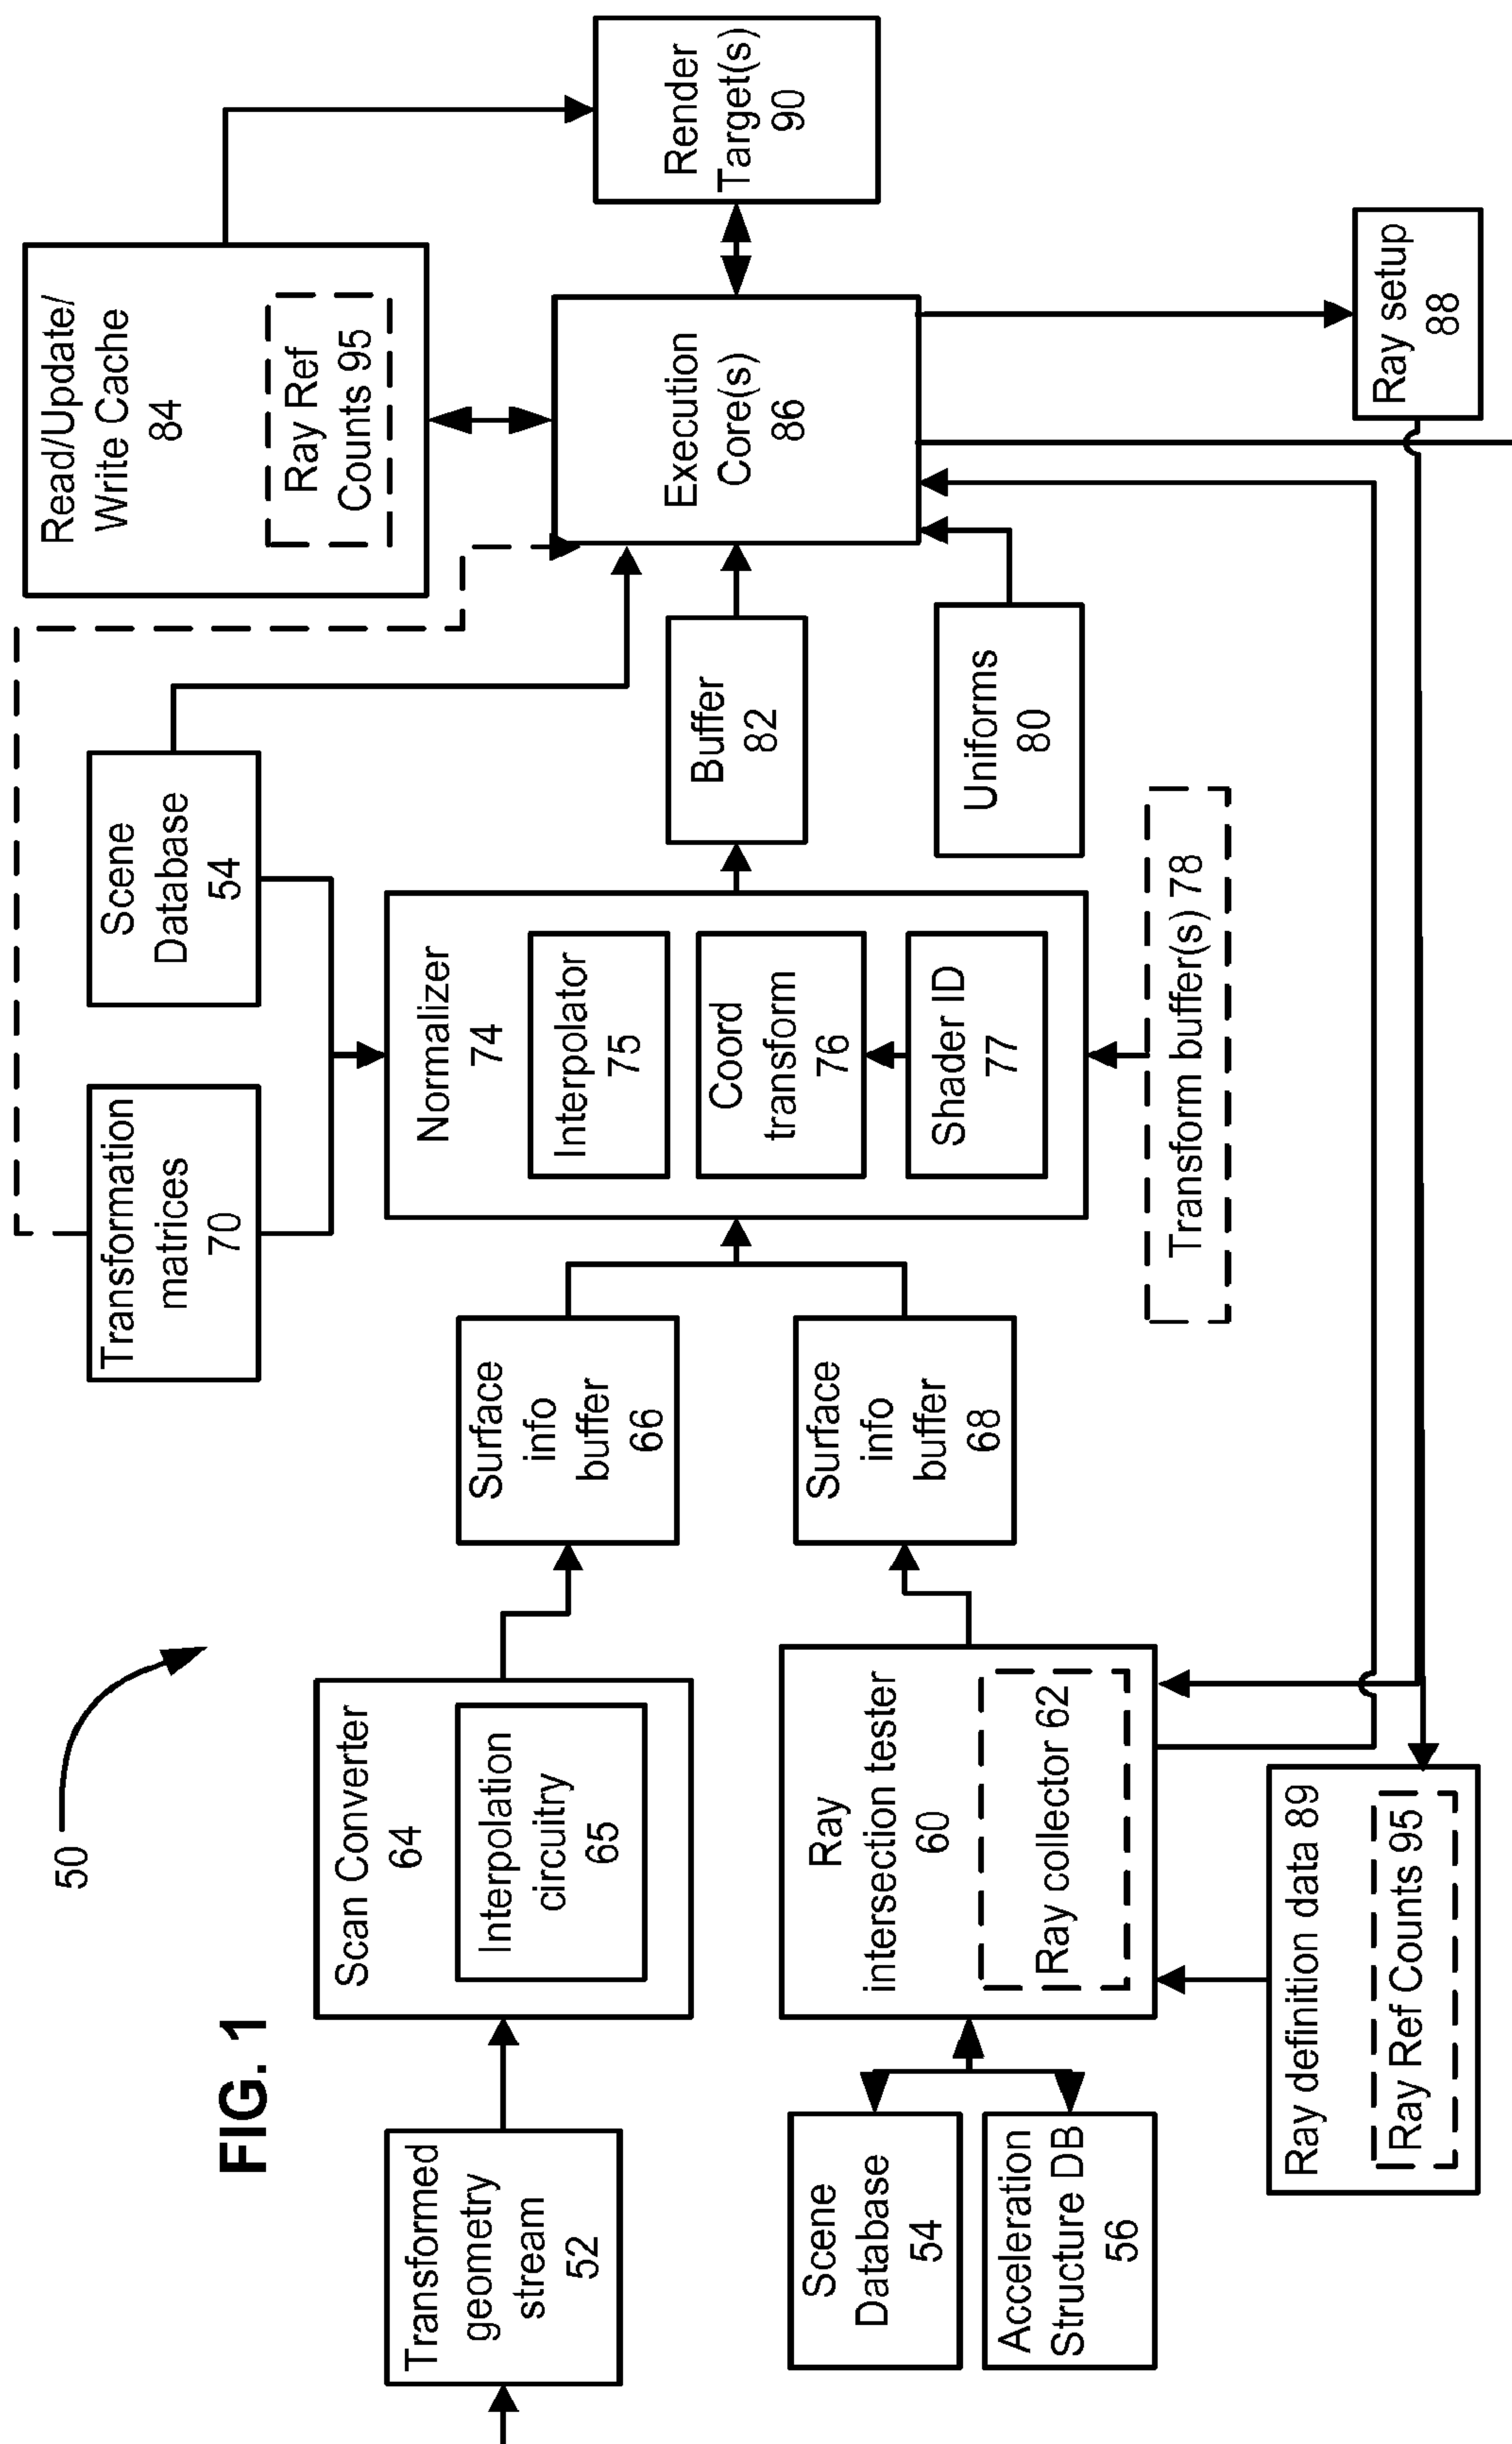 FIG. 1
50
Transformed
geometry
stream
52
Scan Converter
64
Interpolation
circuitry
65
Surface
info
buffer
66
Transformation
matrices
70
Scene
Database
54
Read/Update/
Write Cache
84
Ray Ref
Counts 95
Scene
Database
54
Acceleration
Structure DB
56
Ray
intersection tester
60
Ray collector 62
Surface
info
buffer
68
Normalizer
74
Interpolator
75
Coord
transform
76
Shader ID
77
Buffer
82
Execution
Core(s)
86
Render
Target(s)
90
Uniforms
80
Transform buffer(s) 78
Ray definition data 89
Ray Ref Counts 95
Ray setup
88